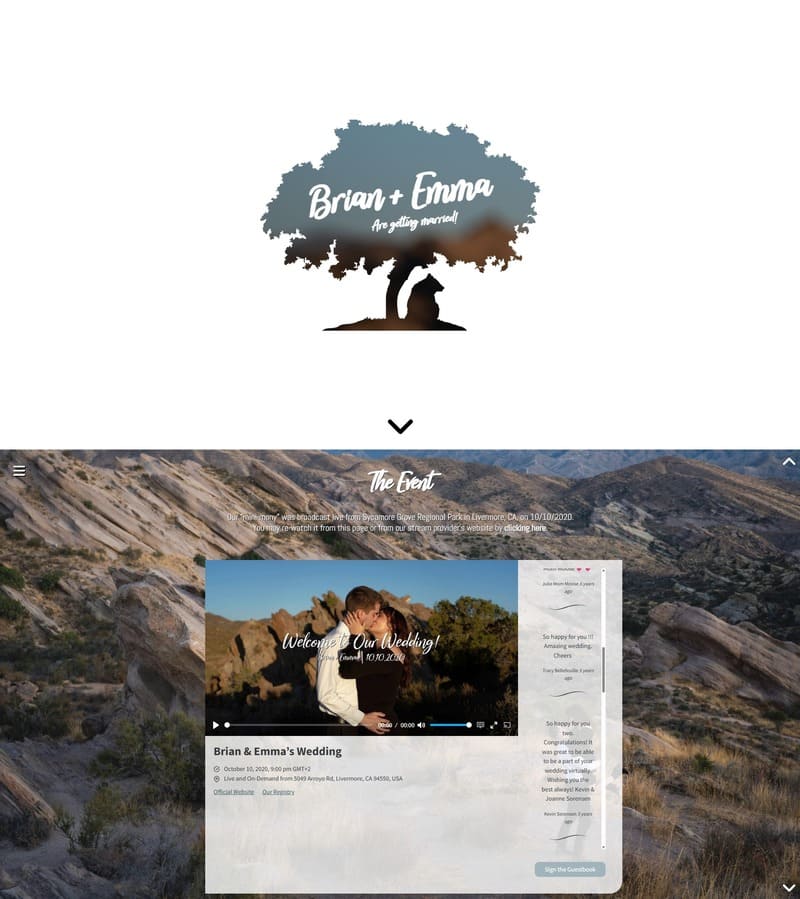 Brian + Emma
Are getting married!
The Event
Our "mini-mony" was broadcast live from Sycamore Grove Regional Park in Livermore, CA, on 10/10/2020.
You may re-watch it from this page or from our stream provider's website by clicking here.
Welcome to Our Wedding!
Brian + Emma | 10.10.2020
00:00 / 00:00
Brian & Emma's Wedding
October 10, 2020, 9:00 pm GMT+2
Live and On-Demand from 5049 Arroyo Rd, Livermore, CA 94550, USA
Official Website Our Registry
Julie Mom Moose 3 years
ago
So happy for you !!!
Amazing wedding,
Cheers
Tracy Bellefeuille 3 years
ago
So happy for you
two.
Congratulations! It
was great to be able
to be a part of your
wedding virtually.
Wishing you the
best always! Kevin &
Joanne Sorensen
Kevin Sorensen 3 years
ago
Sign the Guestbook